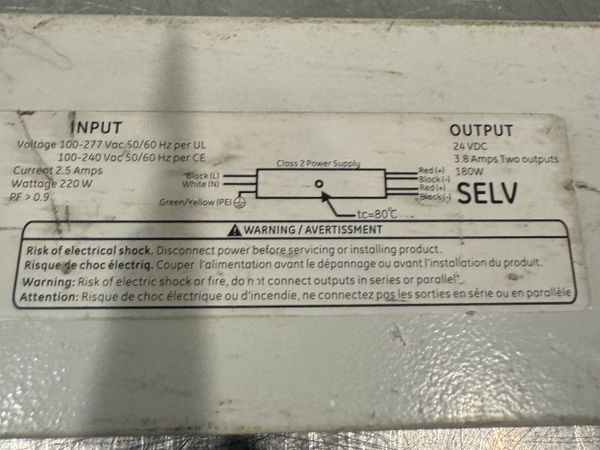 INPUT
Voltage 100-277 Vac 50/60 Hz per UL
100-240 Vac 50/60 Hz per CE
Current 2.5 Amps
Wattage 220 W
PF > 0.9
Class 2 Power Supply
Black (L)
White (N)
Green/Yellow (PE)
Red (+)
Black (-)
Red (+)
Black (-)
tc=80℃
OUTPUT
24 VDC
3.8 Amps Two outputs
180W
SELV
WARNING / AVERTISSMENT
Risk of electrical shock. Disconnect power before servicing or installing product.
Risque de choc électriq. Couper l'alimentation avant le dépannage ou avant l'installation du produit.
Warning: Risk of electric shock or fire, do not connect outputs in series or parallel.
Attention: Risque de choc électrique ou d'incendie, ne connectez pas les sorties en série ou en parallèle